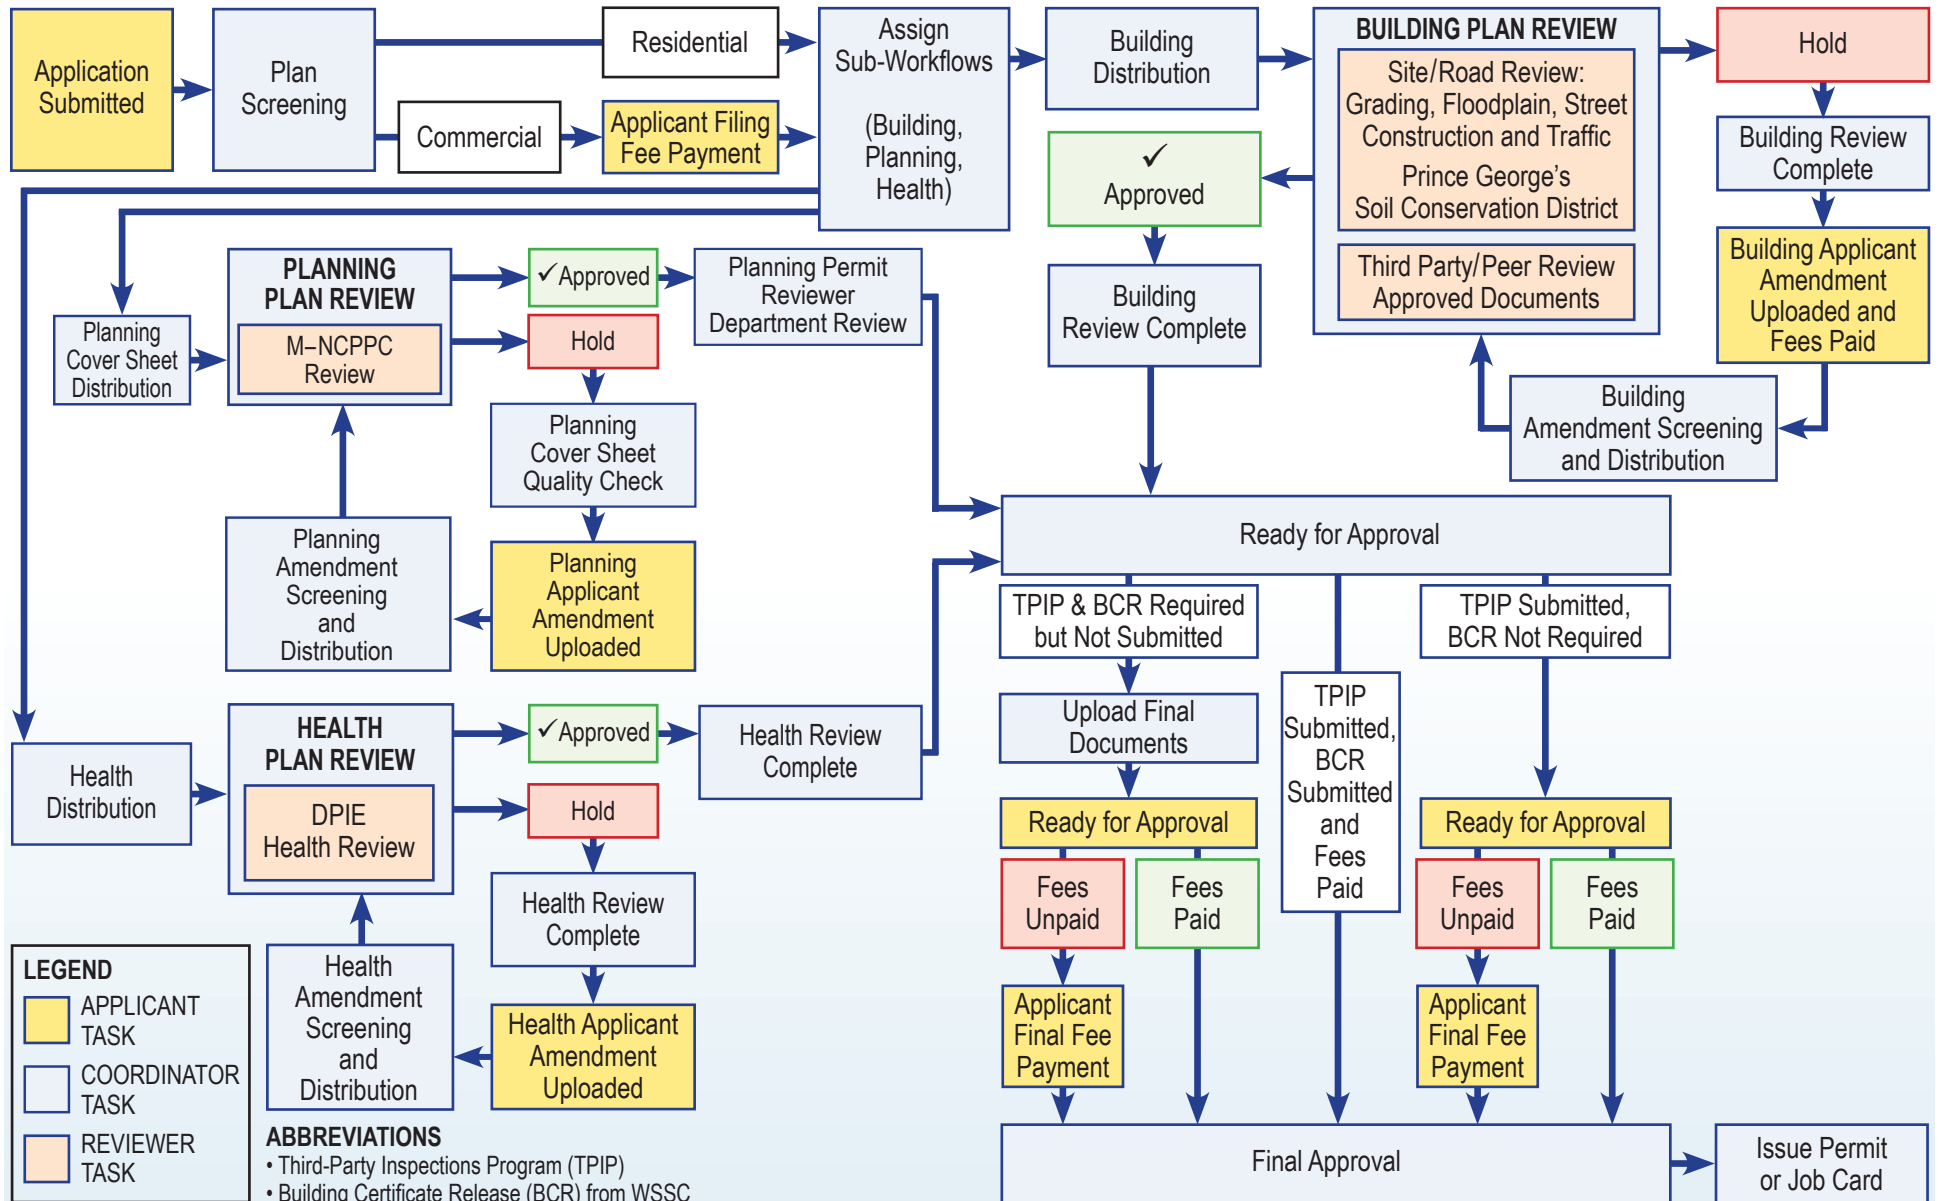 Application
Submitted
Plan
Screening
Residential
Commercial
Applicant Filing
Fee Payment
Assign
Sub-Workflows
(Building,
Planning,
Health)
Building
Distribution
BUILDING PLAN REVIEW
Site/Road Review:
Grading, Floodplain, Street
Construction and Traffic
Prince George's
Soil Conservation District
Third Party/Peer Review
Approved Documents
Hold
Building Review
Complete
Building Applicant
Amendment
Uploaded and
Fees Paid
Building
Amendment Screening
and Distribution
✓
Approved
Building
Review Complete
Planning
Cover Sheet
Distribution
PLANNING
PLAN REVIEW
M–NCPPC
Review
✓Approved
Planning Permit
Reviewer
Department Review
Hold
Planning
Cover Sheet
Quality Check
Planning
Applicant
Amendment
Uploaded
Planning
Amendment
Screening
and
Distribution
Health
Distribution
HEALTH
PLAN REVIEW
DPIE
Health Review
✓Approved
Health Review
Complete
Hold
Health Review
Complete
Health Applicant
Amendment
Uploaded
Health
Amendment
Screening
and
Distribution
Ready for Approval
TPIP & BCR Required
but Not Submitted
Upload Final
Documents
Ready for Approval
Fees
Unpaid
Fees
Paid
Applicant
Final Fee
Payment
TPIP
Submitted,
BCR
Submitted
and
Fees
Paid
TPIP Submitted,
BCR Not Required
Ready for Approval
Fees
Unpaid
Fees
Paid
Applicant
Final Fee
Payment
Final Approval
Issue Permit
or Job Card
LEGEND
APPLICANT
TASK
COORDINATOR
TASK
REVIEWER
TASK
ABBREVIATIONS
• Third-Party Inspections Program (TPIP)
• Building Certificate Release (BCR) from WSSC